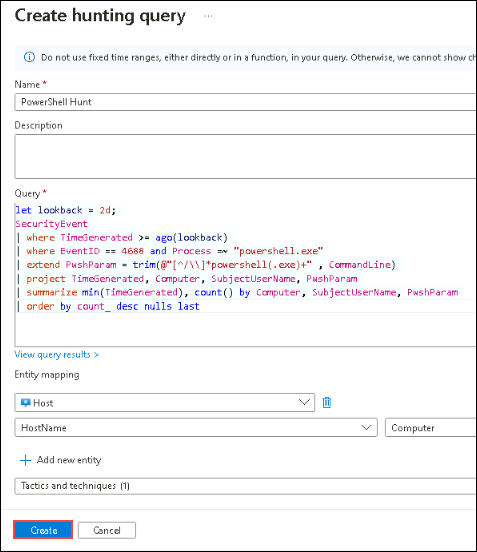 Create hunting query ...
Do not use fixed time ranges, either directly or in a function, in your query. Otherwise, we cannot show ch
Name *
PowerShell Hunt
Description
Query *
let lookback = 2d;
SecurityEvent
| where TimeGenerated >= ago(lookback)
| where EventID == 4688 and Process =~ "powershell.exe"
| extend PwshParam = trim(@"[^/\\]*powershell(.exe)+" , CommandLine)
| project TimeGenerated, Computer, SubjectUserName, PwshParam
| summarize min(TimeGenerated), count() by Computer, SubjectUserName, PwshParam
| order by count_ desc nulls last
View query results >
Entity mapping
Host
HostName Computer
+ Add new entity
Tactics and techniques (1)
Create Cancel